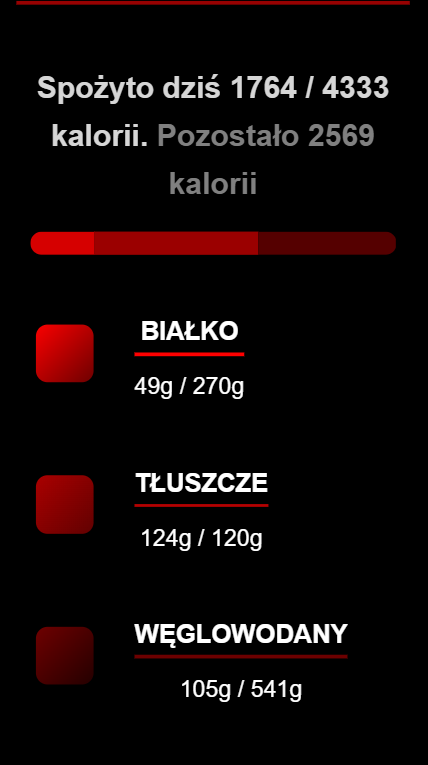 Spożyto dziś 1764 / 4333
kalorii. Pozostało 2569
kalorii
BIAŁKO
49g / 270g
TŁUSZCZE
124g / 120g
WĘGLOWODANY
105g / 541g